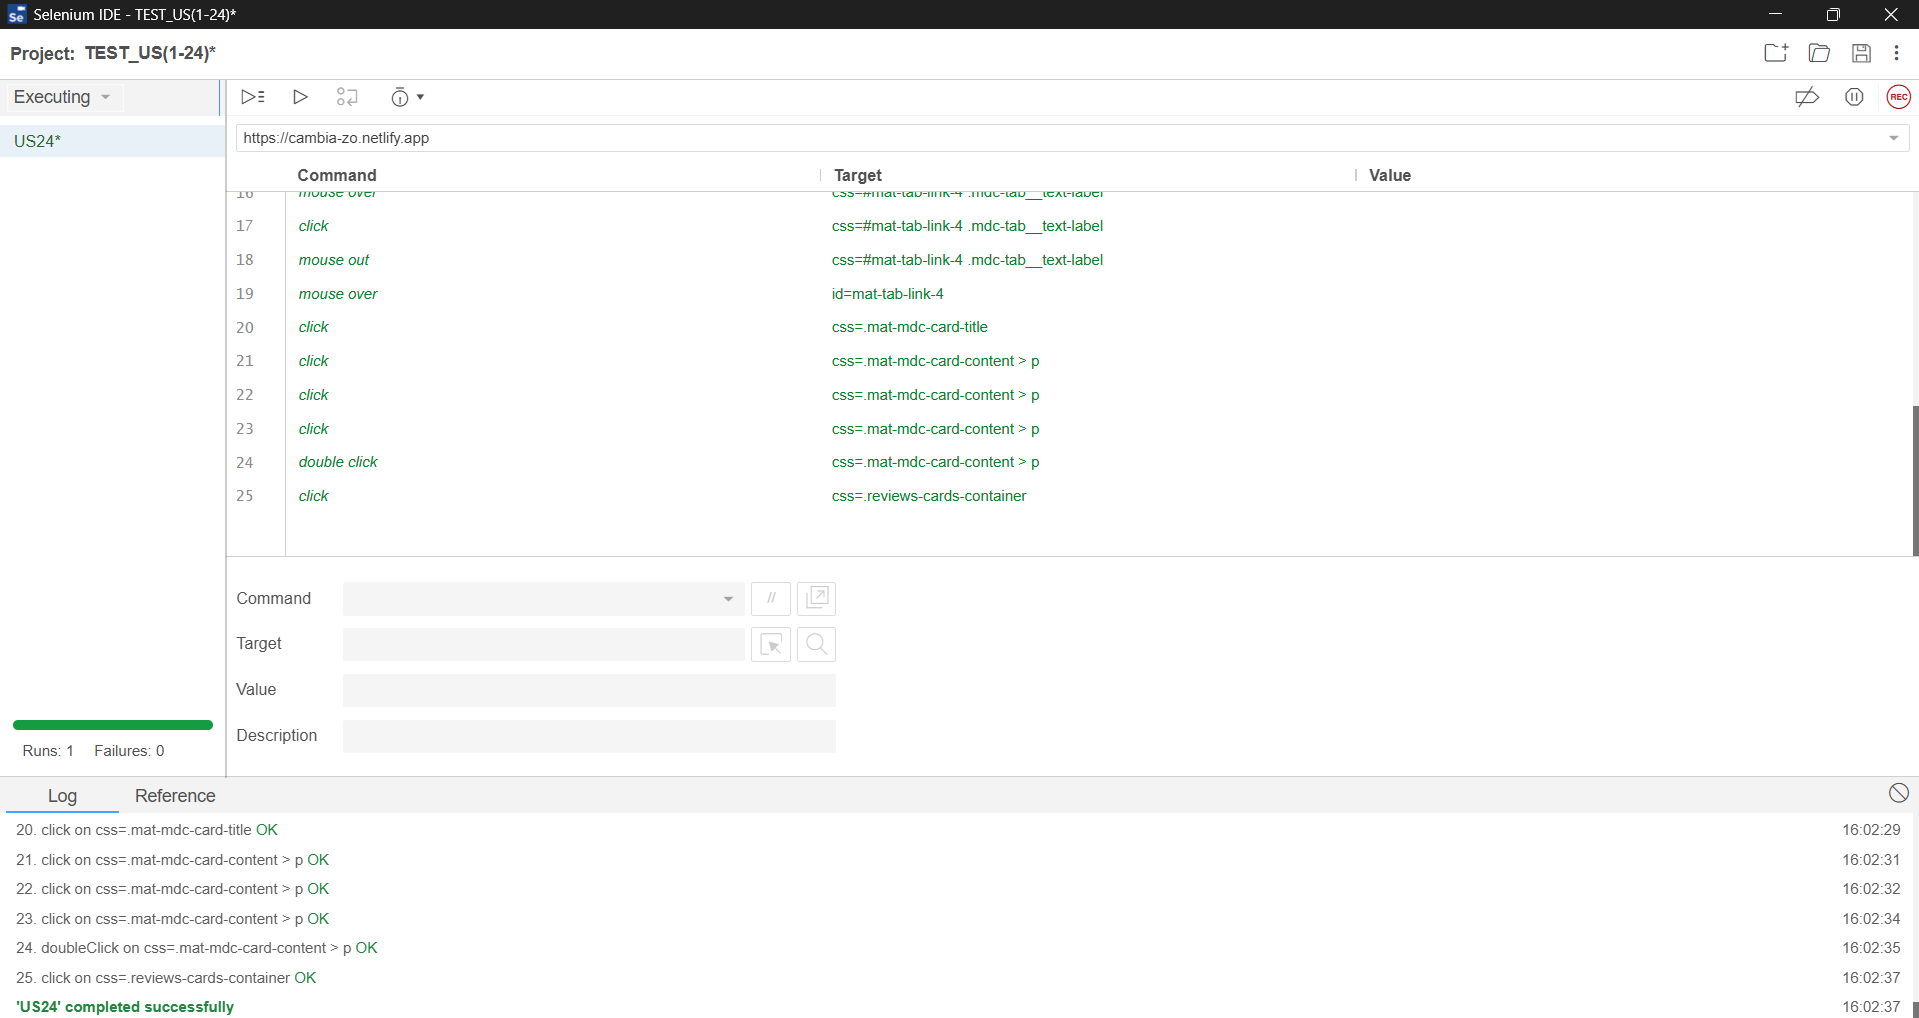 Selenium IDE - TEST_US(1-24)*
Project: TEST_US(1-24)*
Executing
REC
US24*
https://cambia-zo.netlify.app
Command Target Value
16 mouse over css=#mat-tab-link-4 .mdc-tab__text-label
17 click css=#mat-tab-link-4 .mdc-tab__text-label
18 mouse out css=#mat-tab-link-4 .mdc-tab__text-label
19 mouse over id=mat-tab-link-4
20 click css=.mat-mdc-card-title
21 click css=.mat-mdc-card-content > p
22 click css=.mat-mdc-card-content > p
23 click css=.mat-mdc-card-content > p
24 double click css=.mat-mdc-card-content > p
25 click css=.reviews-cards-container
Command //
Target
Value
Description
Runs: 1 Failures: 0
Log Reference
20. click on css=.mat-mdc-card-title OK 16:02:29
21. click on css=.mat-mdc-card-content > p OK 16:02:31
22. click on css=.mat-mdc-card-content > p OK 16:02:32
23. click on css=.mat-mdc-card-content > p OK 16:02:34
24. doubleClick on css=.mat-mdc-card-content > p OK 16:02:35
25. click on css=.reviews-cards-container OK 16:02:37
'US24' completed successfully 16:02:37